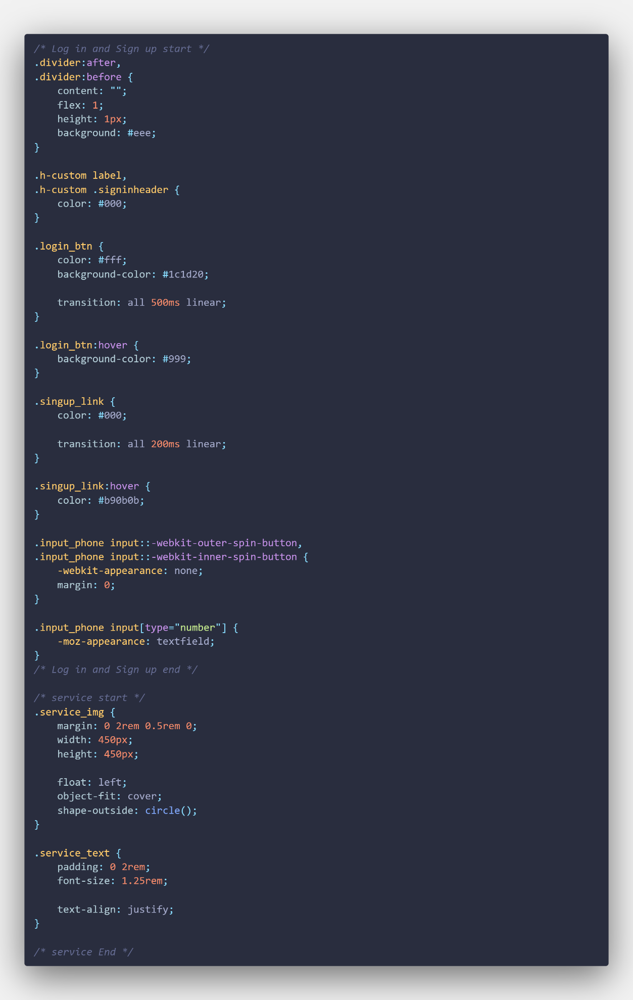 /* Log in and Sign up start */
.divider:after,
.divider:before {
    content: "";
    flex: 1;
    height: 1px;
    background: #eee;
}

.h-custom label,
.h-custom .signinheader {
    color: #000;
}

.login_btn {
    color: #fff;
    background-color: #1c1d20;

    transition: all 500ms linear;
}

.login_btn:hover {
    background-color: #999;
}

.singup_link {
    color: #000;

    transition: all 200ms linear;
}

.singup_link:hover {
    color: #b90b0b;
}

.input_phone input::-webkit-outer-spin-button,
.input_phone input::-webkit-inner-spin-button {
    -webkit-appearance: none;
    margin: 0;
}

.input_phone input[type="number"] {
    -moz-appearance: textfield;
}
/* Log in and Sign up end */

/* service start */
.service_img {
    margin: 0 2rem 0.5rem 0;
    width: 450px;
    height: 450px;

    float: left;
    object-fit: cover;
    shape-outside: circle();
}

.service_text {
    padding: 0 2rem;
    font-size: 1.25rem;

    text-align: justify;
}

/* service End */